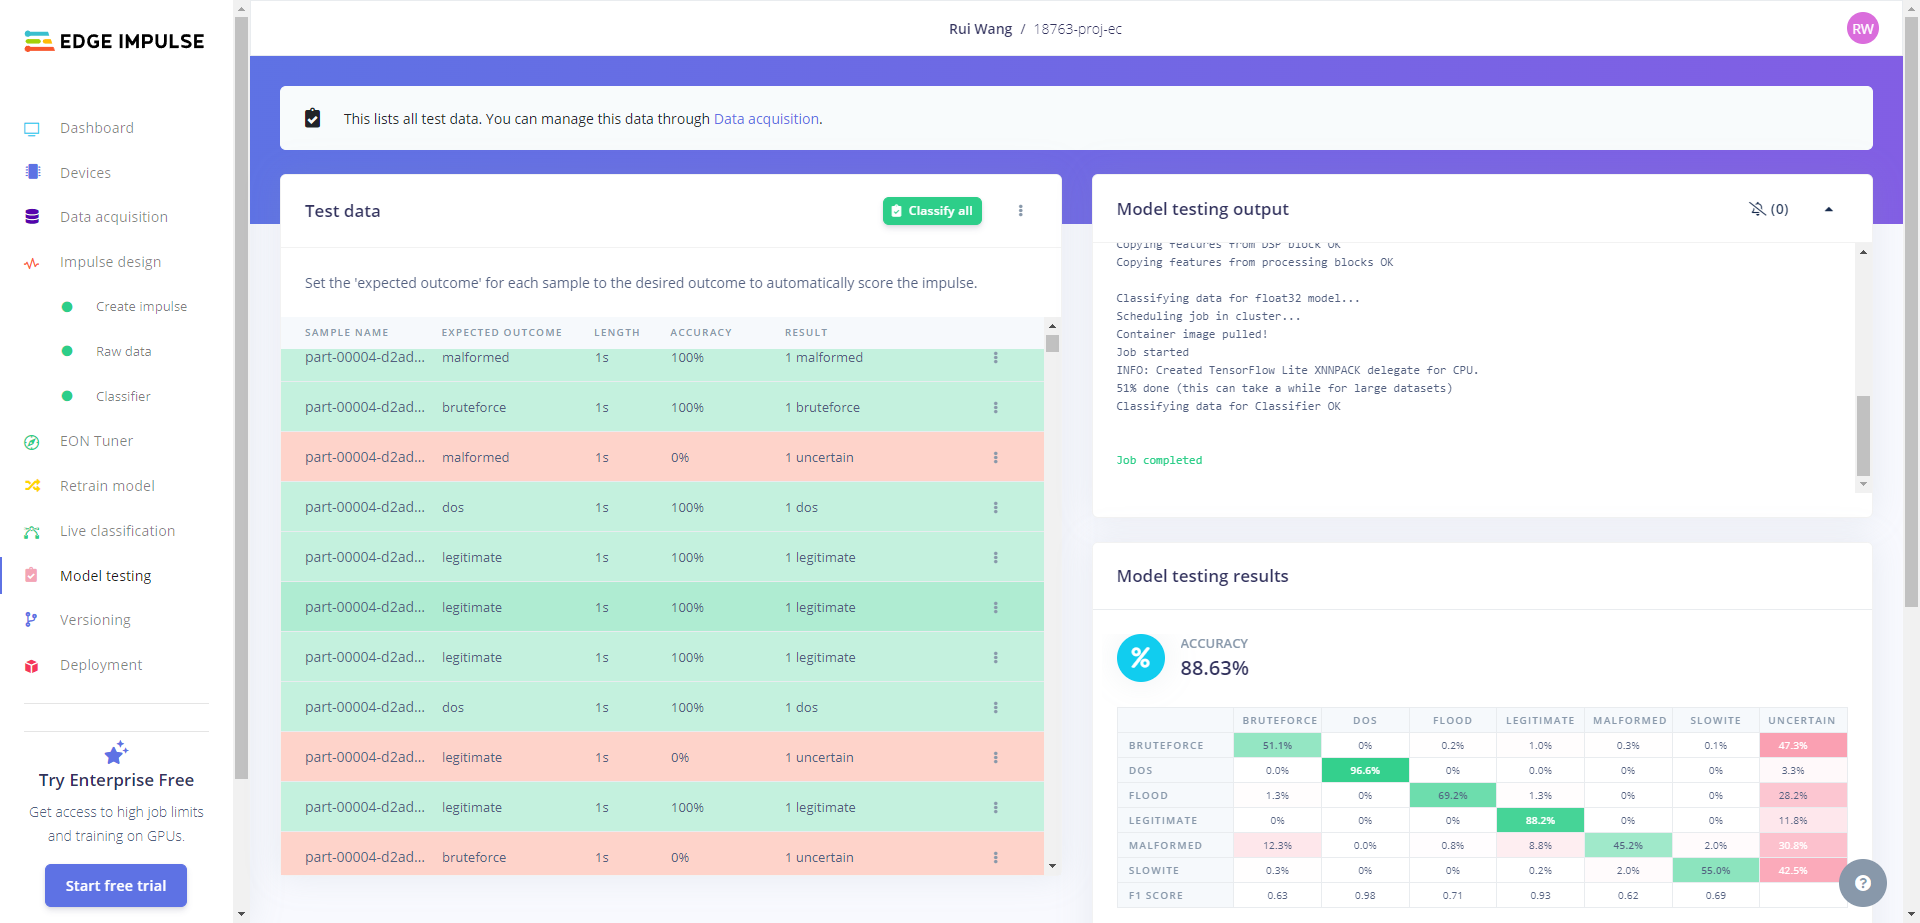 EDGE IMPULSE
Dashboard
Devices
Data acquisition
Impulse design
Create impulse
Raw data
Classifier
EON Tuner
Retrain model
Live classification
Model testing
Versioning
Deployment
Try Enterprise Free
Get access to high job limits
and training on GPUs.
Start free trial
Rui Wang / 18763-proj-ec
RW
This lists all test data. You can manage this data through Data acquisition.
Test data
Classify all
Set the 'expected outcome' for each sample to the desired outcome to automatically score the impulse.
SAMPLE NAME EXPECTED OUTCOME LENGTH ACCURACY RESULT
part-00004-d2ad... malformed 1s 100% 1 malformed
part-00004-d2ad... bruteforce 1s 100% 1 bruteforce
part-00004-d2ad... malformed 1s 0% 1 uncertain
part-00004-d2ad... dos 1s 100% 1 dos
part-00004-d2ad... legitimate 1s 100% 1 legitimate
part-00004-d2ad... legitimate 1s 100% 1 legitimate
part-00004-d2ad... legitimate 1s 100% 1 legitimate
part-00004-d2ad... dos 1s 100% 1 dos
part-00004-d2ad... legitimate 1s 0% 1 uncertain
part-00004-d2ad... legitimate 1s 100% 1 legitimate
part-00004-d2ad... bruteforce 1s 0% 1 uncertain
Model testing output
(0)
Copying features from DSP block OK
Copying features from processing blocks OK
Classifying data for float32 model...
Scheduling job in cluster...
Container image pulled!
Job started
INFO: Created TensorFlow Lite XNNPACK delegate for CPU.
51% done (this can take a while for large datasets)
Classifying data for Classifier OK
Job completed
Model testing results
%
ACCURACY
88.63%
BRUTEFORCE DOS FLOOD LEGITIMATE MALFORMED SLOWITE UNCERTAIN
BRUTEFORCE 51.1% 0% 0.2% 1.0% 0.3% 0.1% 47.3%
DOS 0.0% 96.6% 0% 0.0% 0% 0% 3.3%
FLOOD 1.3% 0% 69.2% 1.3% 0% 0% 28.2%
LEGITIMATE 0% 0% 0% 88.2% 0% 0% 11.8%
MALFORMED 12.3% 0.0% 0.8% 8.8% 45.2% 2.0% 30.8%
SLOWITE 0.3% 0% 0% 0.2% 2.0% 55.0% 42.5%
F1 SCORE 0.63 0.98 0.71 0.93 0.62 0.69
?